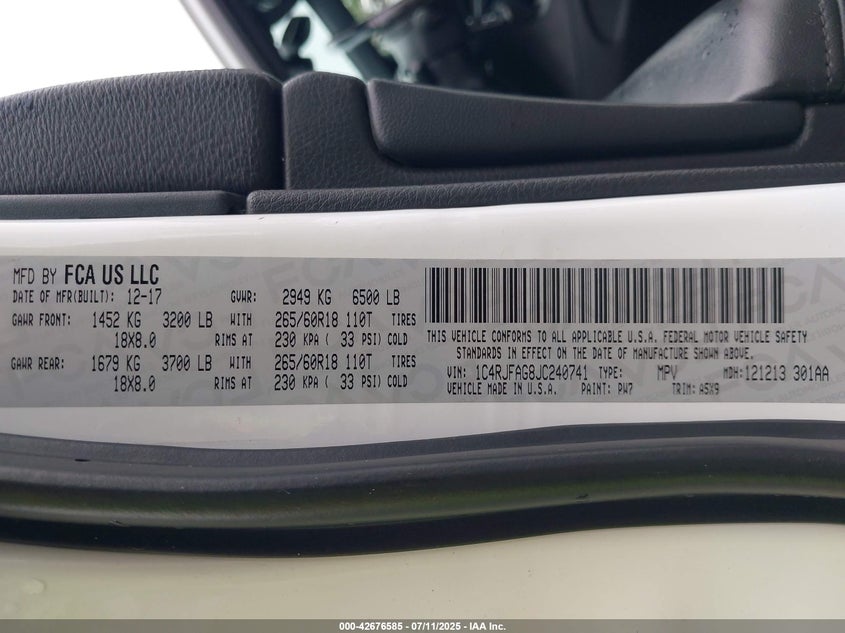 MFD BY FCA US LLC
DATE OF MFR(BUILT): 12-17 GVWR: 2949 KG 6500 LB
GAWR FRONT: 1452 KG 3200 LB WITH 265/60R18 110T TIRES
18X8.0 RIMS AT 230 KPA ( 33 PSI) COLD
GAWR REAR: 1679 KG 3700 LB WITH 265/60R18 110T TIRES
18X8.0 RIMS AT 230 KPA ( 33 PSI) COLD
THIS VEHICLE CONFORMS TO ALL APPLICABLE U.S.A. FEDERAL MOTOR VEHICLE SAFETY
STANDARDS IN EFFECT ON THE DATE OF MANUFACTURE SHOWN ABOVE.
VIN: 1C4RJFAG8JC240741 TYPE: MPV MDH: 121213 301AA
VEHICLE MADE IN U.S.A. PAINT: PW7 TRIM: A5X9
000-42676585 - 07/11/2025 - IAA Inc.